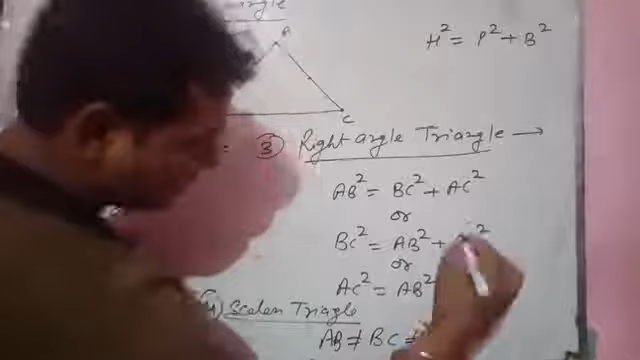 A
H² = P² + B²
C
= ③ Right angle Triangle →
AB² = BC² + AC²
or
BC² = AB² +
or
AC² = AB²
Scalen Triagle
AB ≠ BC ≠